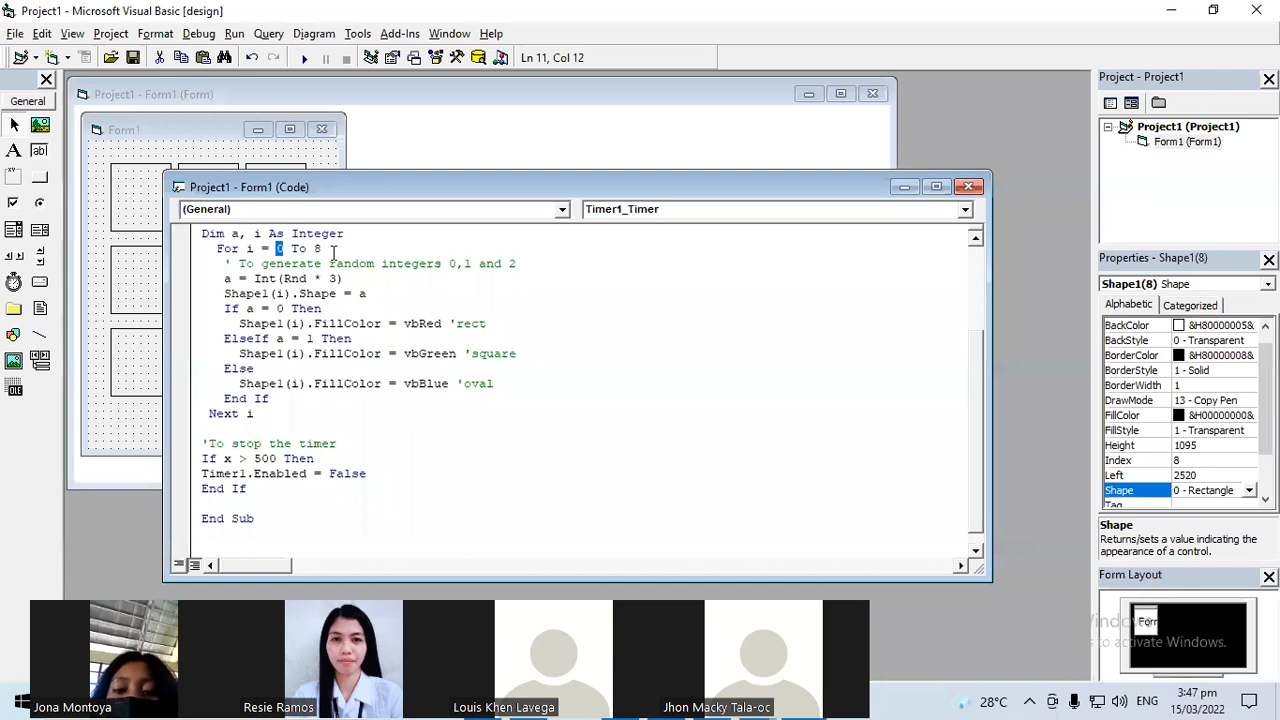 Project1 - Microsoft Visual Basic [design]
File Edit View Project Format Debug Run Query Diagram Tools Add-Ins Window Help
Ln 11, Col 12
General
Project1 - Form1 (Form)
Form1
Project1 - Form1 (Code)
(General)
Timer1_Timer
Dim a, i As Integer
For i = 0 To 8
' To generate random integers 0,1 and 2
a = Int(Rnd * 3)
Shape1(i).Shape = a
If a = 0 Then
Shape1(i).FillColor = vbRed 'rect
ElseIf a = 1 Then
Shape1(i).FillColor = vbGreen 'square
Else
Shape1(i).FillColor = vbBlue 'oval
End If
Next i
'To stop the timer
If x > 500 Then
Timer1.Enabled = False
End If
End Sub
Project - Project1
Project1 (Project1)
Form1 (Form1)
Properties - Shape1(8)
Shape1(8) Shape
Alphabetic Categorized
BackColor &H80000005&
BackStyle 0 - Transparent
BorderColor &H80000008&
BorderStyle 1 - Solid
BorderWidth 1
DrawMode 13 - Copy Pen
FillColor &H00000000&
FillStyle 1 - Transparent
Height 1095
Index 8
Left 2520
Shape 0 - Rectangle
Shape
Returns/sets a value indicating the
appearance of a control.
Form Layout
Jona Montoya
Resie Ramos
Louis Khen Lavega
Jhon Macky Tala-oc
to activate Windows.
28°C
ENG
3:47 pm
15/03/2022